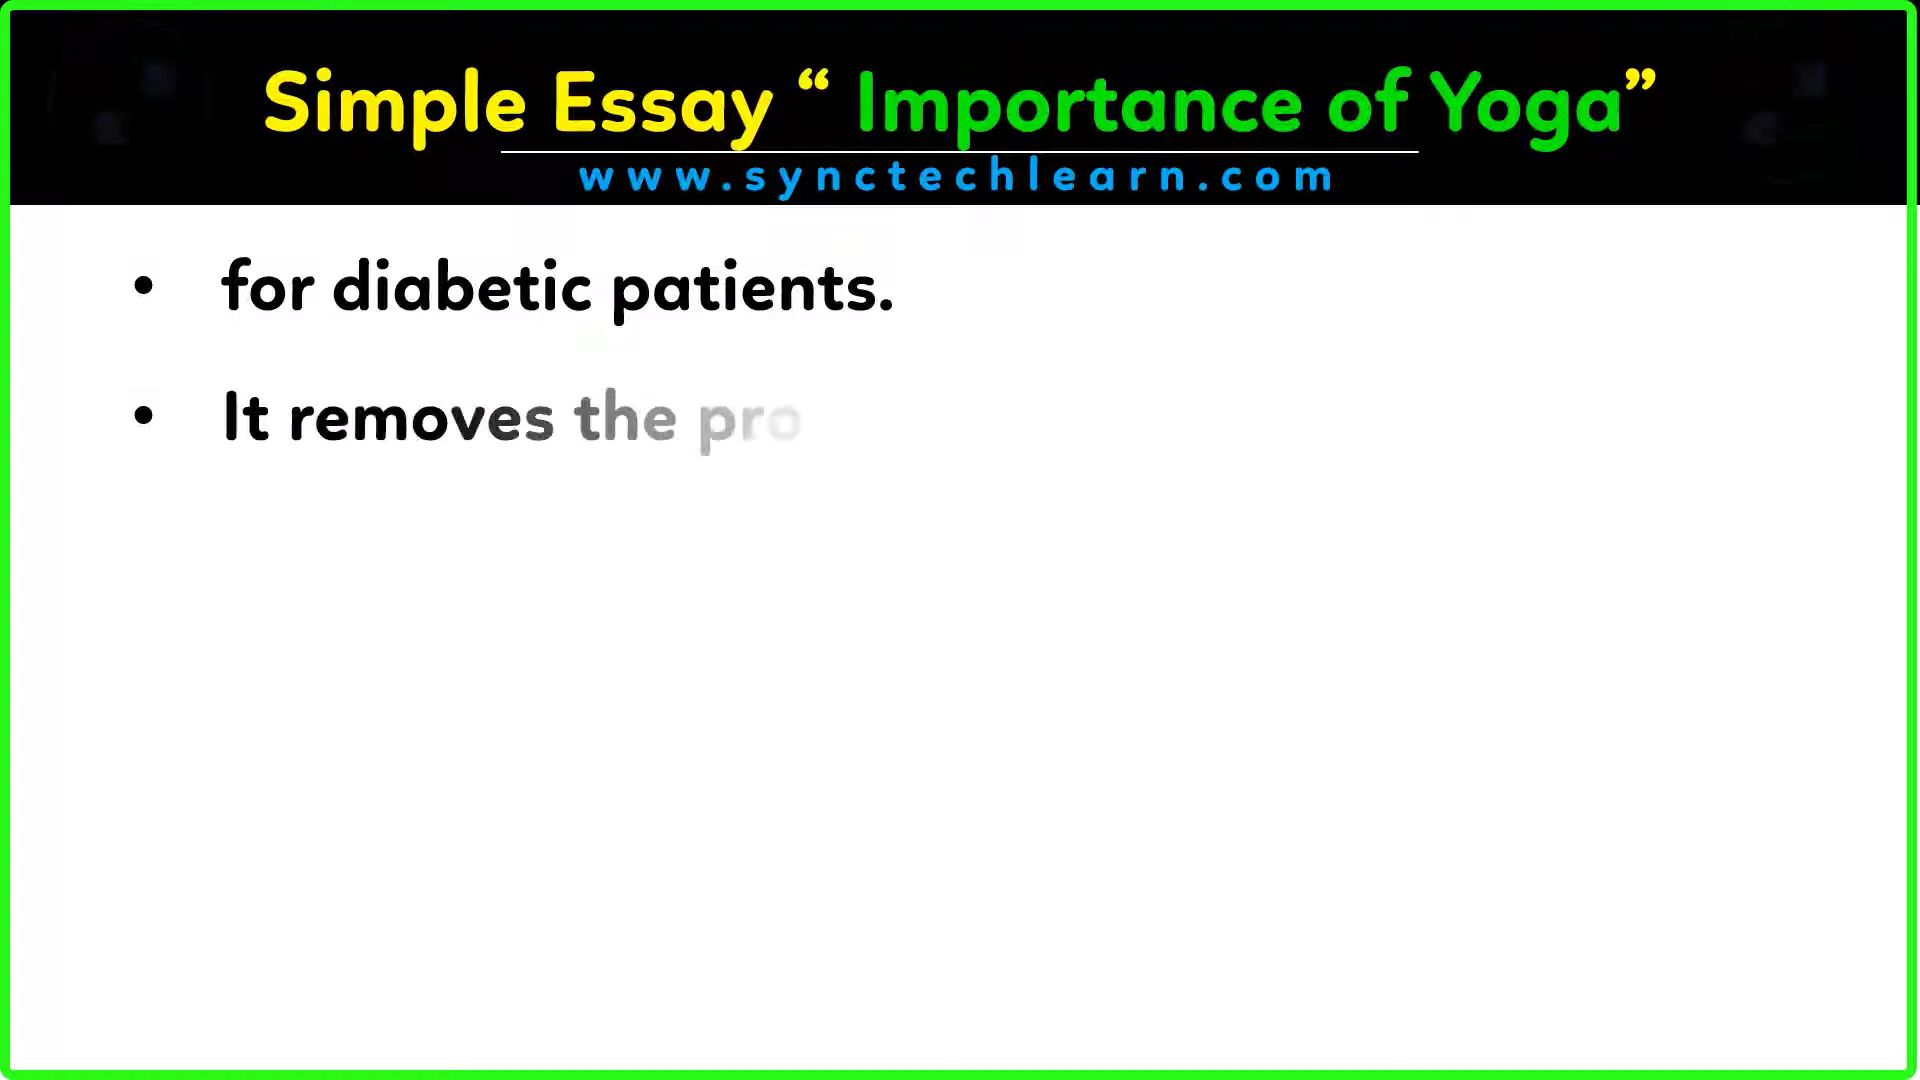 Simple Essay “ Importance of Yoga”
www.synctechlearn.com
• for diabetic patients.
• It removes the pro